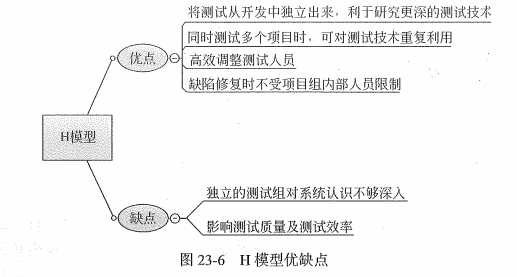 将测试从开发中独立出来，利于研究更深的测试技术
同时测试多个项目时，可对测试技术重复利用
优点
高效调整测试人员
缺陷修复时不受项目组内部人员限制
H模型
独立的测试组对系统认识不够深入
缺点
影响测试质量及测试效率
图 23-6 H 模型优缺点